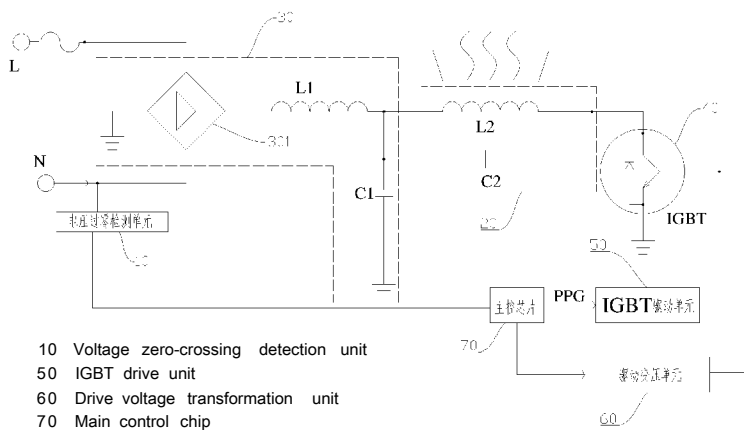 30
L
L1
301
L2
N
C1
C2
IGBT
电压过零检测单元
20
50
PPG
主控芯片
IGBT驱动单元
70
10 Voltage zero-crossing detection unit
50 IGBT drive unit
60 Drive voltage transformation unit
70 Main control chip
驱动变压单元
60